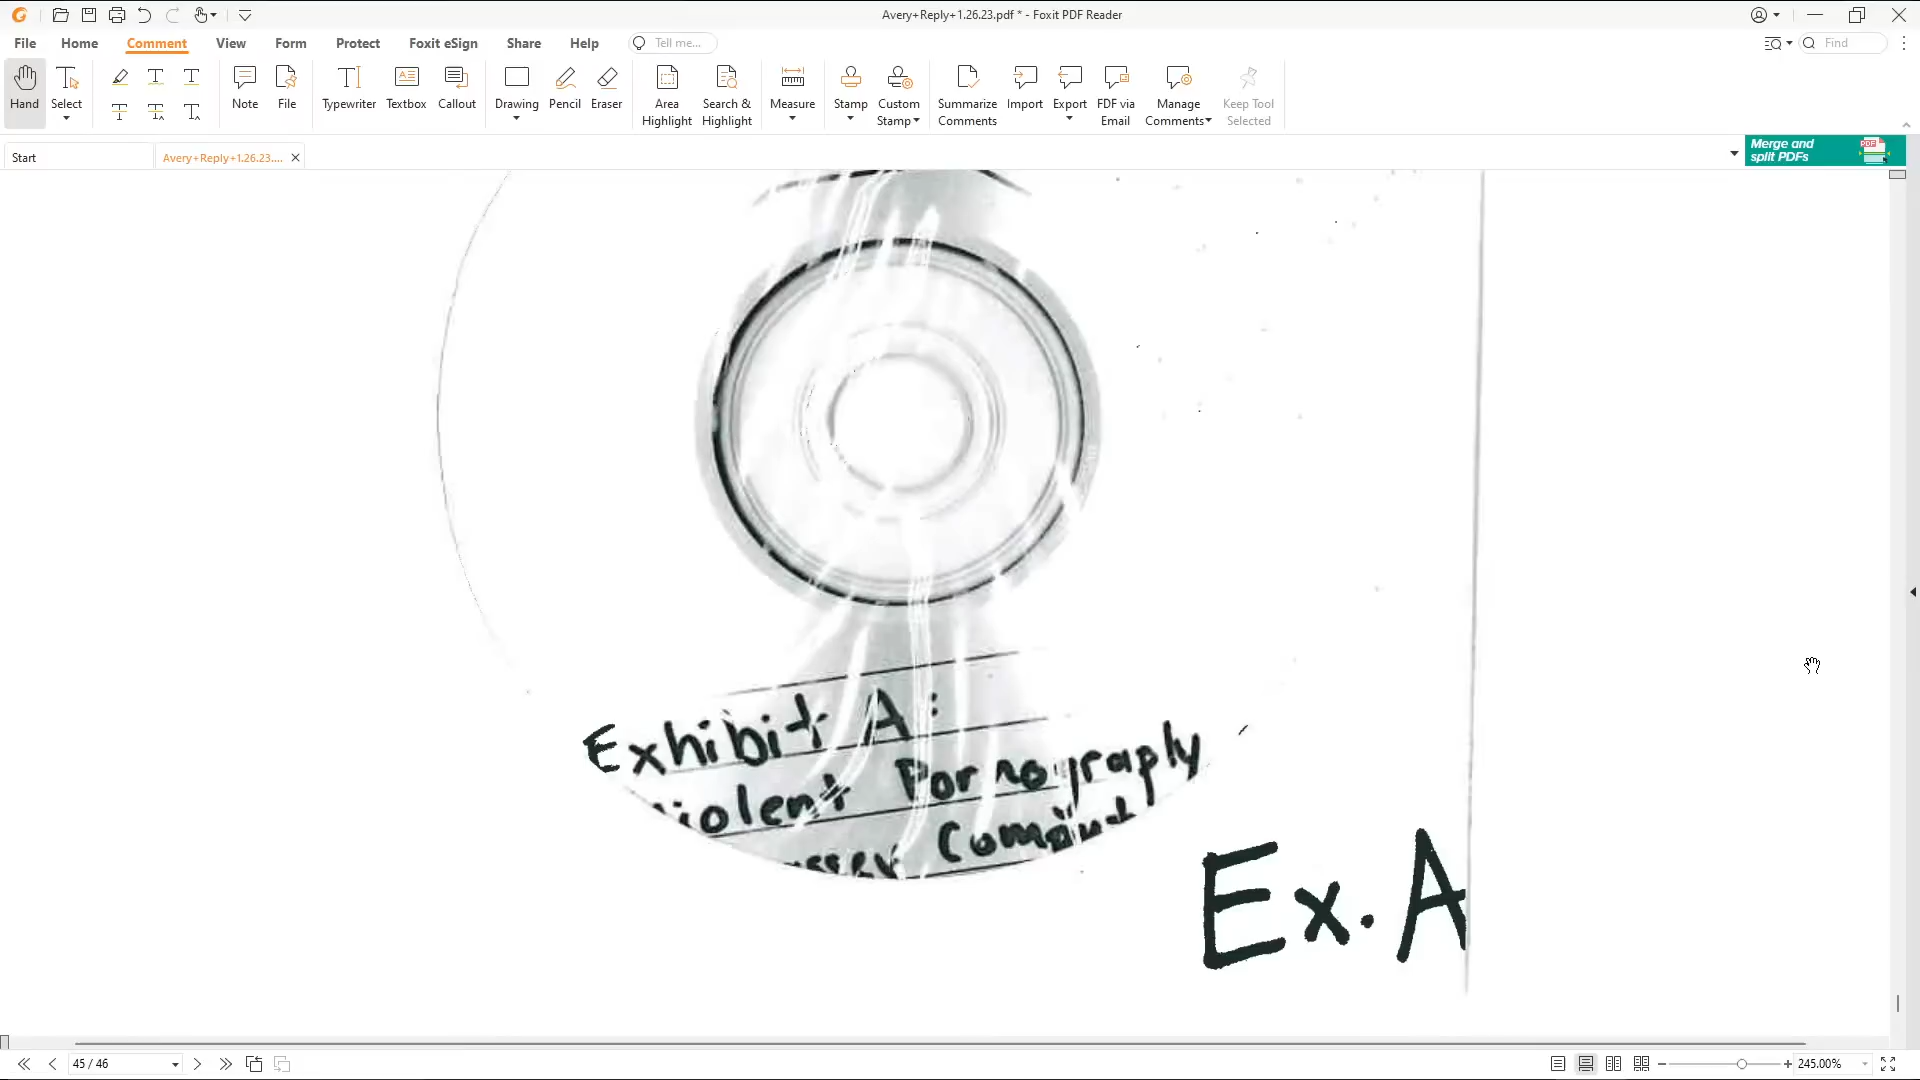 Avery+Reply+1.26.23.pdf * - Foxit PDF Reader
File Home Comment View Form Protect Foxit eSign Share Help Tell me... Find
Hand Select Note File Typewriter Textbox Callout Drawing Pencil Eraser Area Highlight Search & Highlight Measure Stamp Custom Stamp Summarize Comments Import Export FDF via Email Manage Comments Keep Tool Selected
Start Avery+Reply+1.26.23....
Merge and
split PDFs
PDF
Exhibit A:
Violent Pornography
Ex. A
45 / 46
245.00%